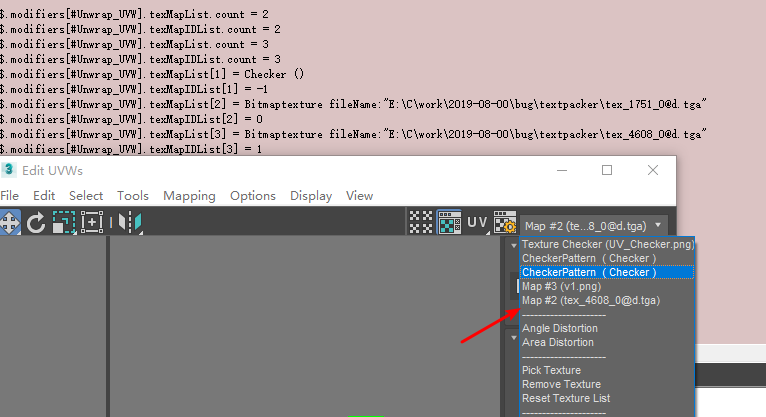 $.modifiers[#Unwrap_UVW].texMapList.count = 2
$.modifiers[#Unwrap_UVW].texMapIDList.count = 2
$.modifiers[#Unwrap_UVW].texMapList.count = 3
$.modifiers[#Unwrap_UVW].texMapIDList.count = 3
$.modifiers[#Unwrap_UVW].texMapList[1] = Checker ()
$.modifiers[#Unwrap_UVW].texMapIDList[1] = -1
$.modifiers[#Unwrap_UVW].texMapList[2] = Bitmaptexture fileName:"E:\C\work\2019-08-00\bug\textpacker\tex_1751_0@d.tga"
$.modifiers[#Unwrap_UVW].texMapIDList[2] = 0
$.modifiers[#Unwrap_UVW].texMapList[3] = Bitmaptexture fileName:"E:\C\work\2019-08-00\bug\textpacker\tex_4608_0@d.tga"
$.modifiers[#Unwrap_UVW].texMapIDList[3] = 1
3 Edit UVWs
File Edit Select Tools Mapping Options Display View
UV Map #2 (te...8_0@d.tga)
Texture Checker (UV_Checker.png)
CheckerPattern ( Checker )
CheckerPattern ( Checker )
Map #3 (v1.png)
Map #2 (tex_4608_0@d.tga)
---------------------
Angle Distortion
Area Distortion
---------------------
Pick Texture
Remove Texture
Reset Texture List
---------------------